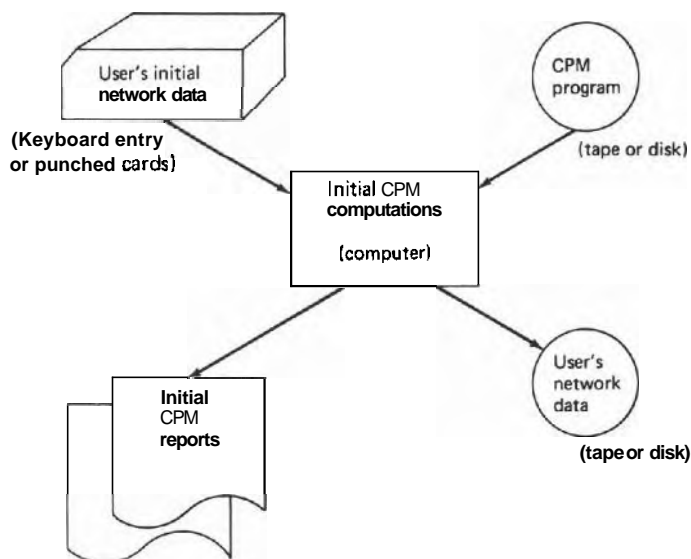 User's initial
network data
(Keyboard entry
or punched cards)
CPM
program
(tape or disk)
Initial CPM
computations
(computer)
Initial
CPM
reports
User's
network
data
(tape or disk)